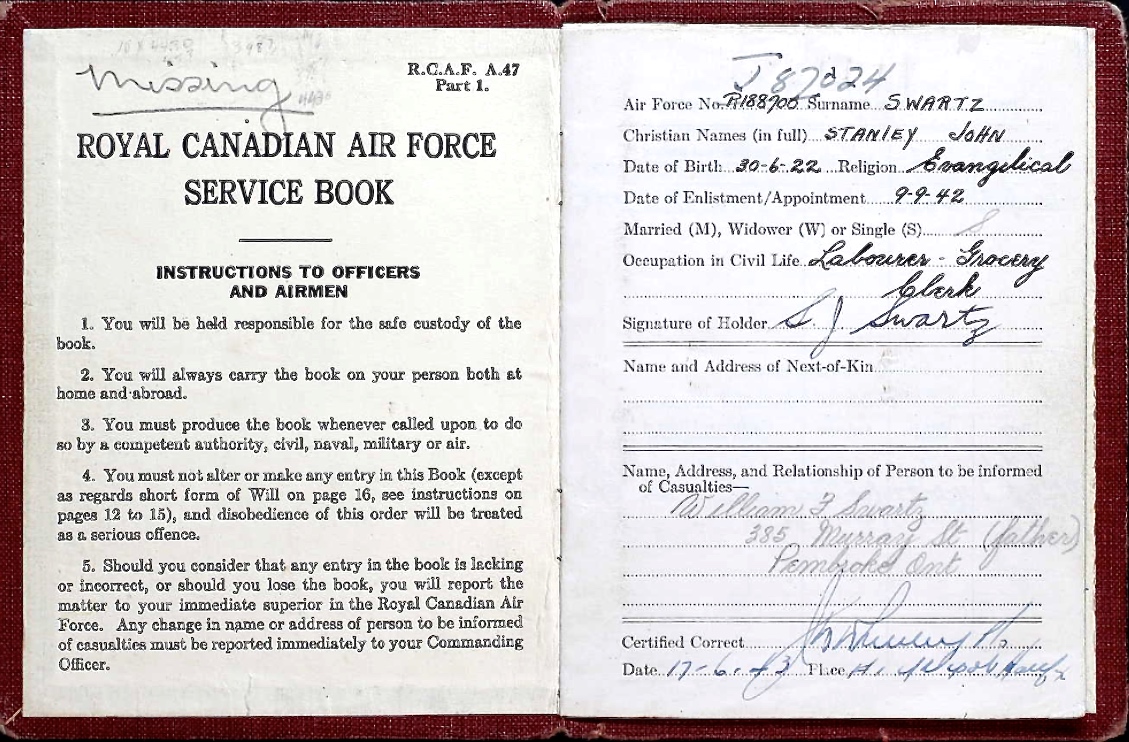 Missing
R.C.A.F. A.47
Part 1.
ROYAL CANADIAN AIR FORCE
SERVICE BOOK
INSTRUCTIONS TO OFFICERS
AND AIRMEN
1. You will be held responsible for the safe custody of the
book.
2. You will always carry the book on your person both at
home and abroad.
3. You must produce the book whenever called upon to do
so by a competent authority, civil, naval, military or air.
4. You must not alter or make any entry in this Book (except
as regards short form of Will on page 16, see instructions on
pages 12 to 15), and disobedience of this order will be treated
as a serious offence.
5. Should you consider that any entry in the book is lacking
or incorrect, or should you lose the book, you will report the
matter to your immediate superior in the Royal Canadian Air
Force. Any change in name or address of person to be informed
of casualties must be reported immediately to your Commanding
Officer.
J 87024
Air Force No. R188700 Surname SWARTZ
Christian Names (in full) STANLEY JOHN
Date of Birth 30-6-22 Religion Evangilical
Date of Enlistment/Appointment 9-9-42
Married (M), Widower (W) or Single (S) S
Occupation in Civil Life Labourer - Grocery
Clerk
Signature of Holder S J Swartz
Name and Address of Next-of-Kin
Name, Address, and Relationship of Person to be informed
of Casualties—
William F Swartz
385 Murray St (father)
Pembroke Ont
Certified Correct
Date 17-6-43 Place